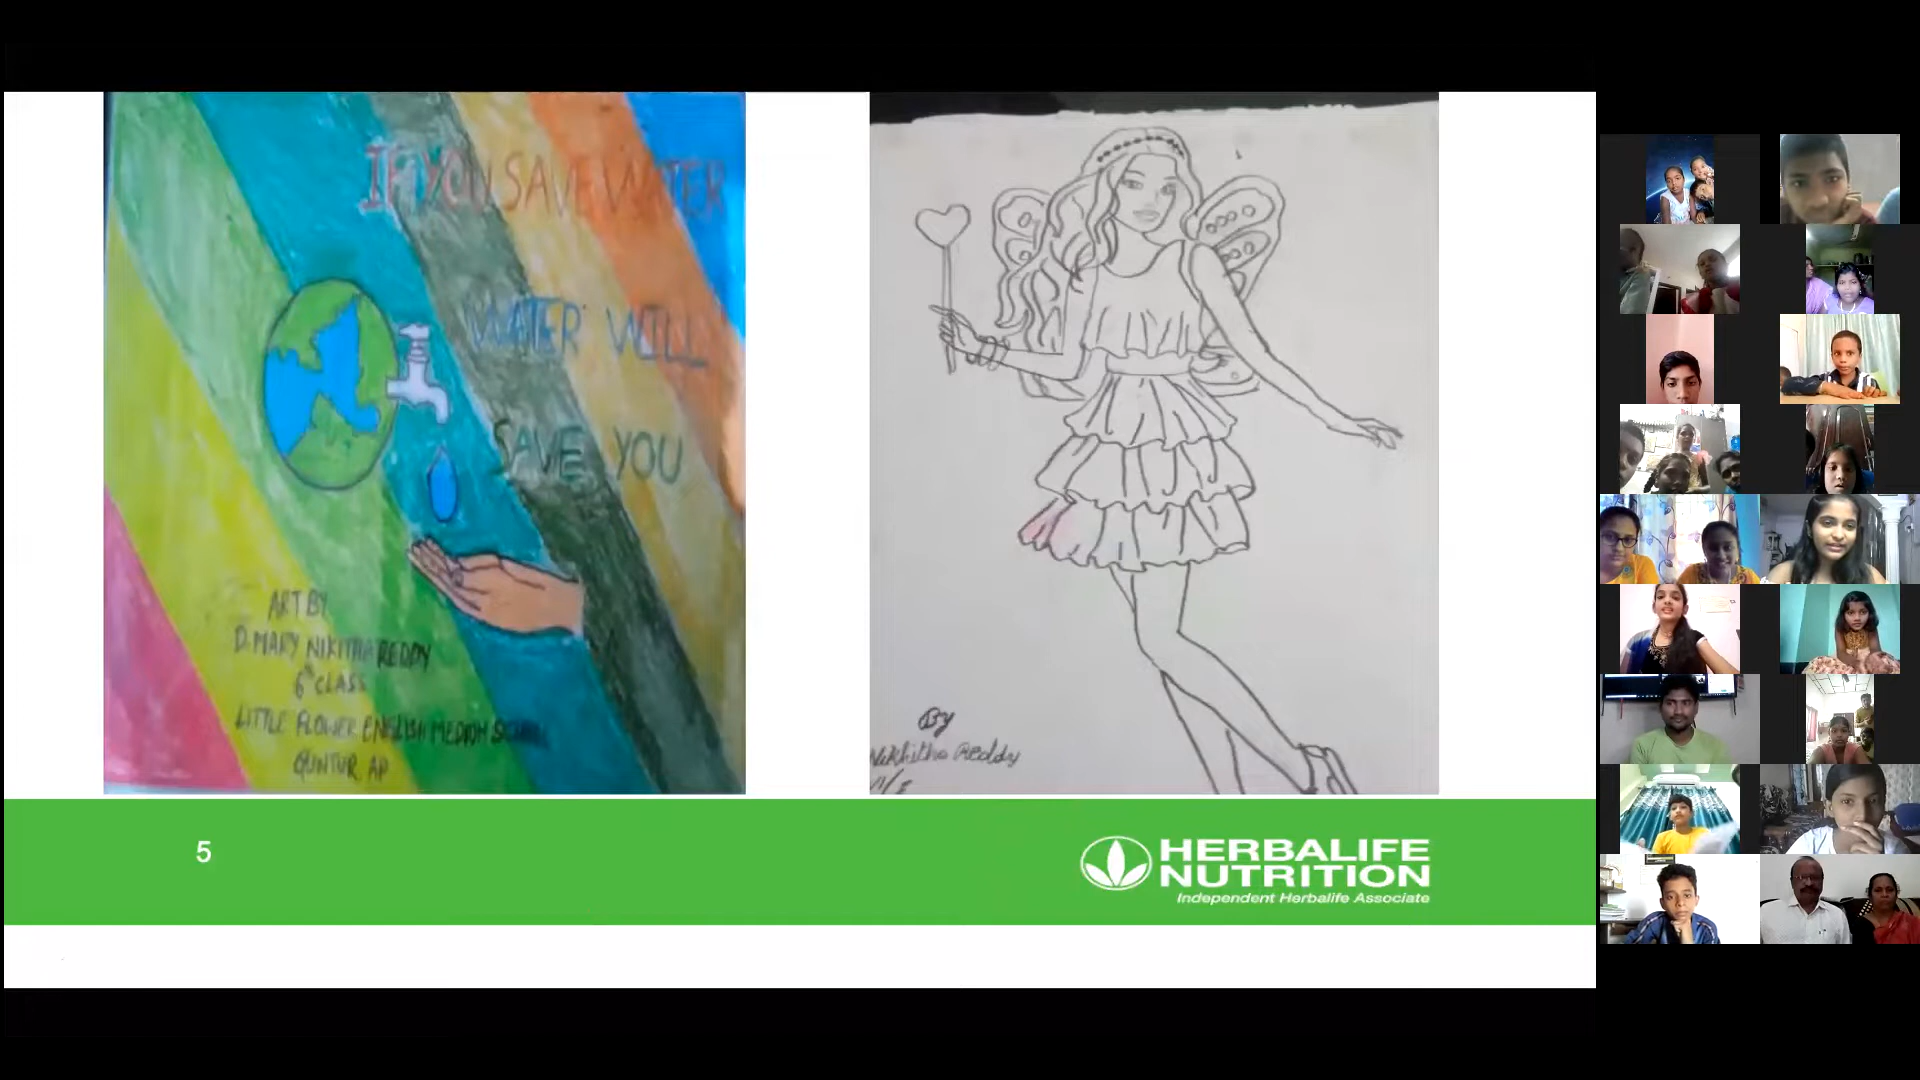 IF YOU SAVE WATER
WATER WILL
SAVE YOU
ART BY
D.MARY NIKITHA REDDY
6th CLASS
LITTLE FLOWER ENGLISH MEDIUM
GUNTUR AP
By
Nikhitha Reddy
5
HERBALIFE
NUTRITION
Independent Herbalife Associate